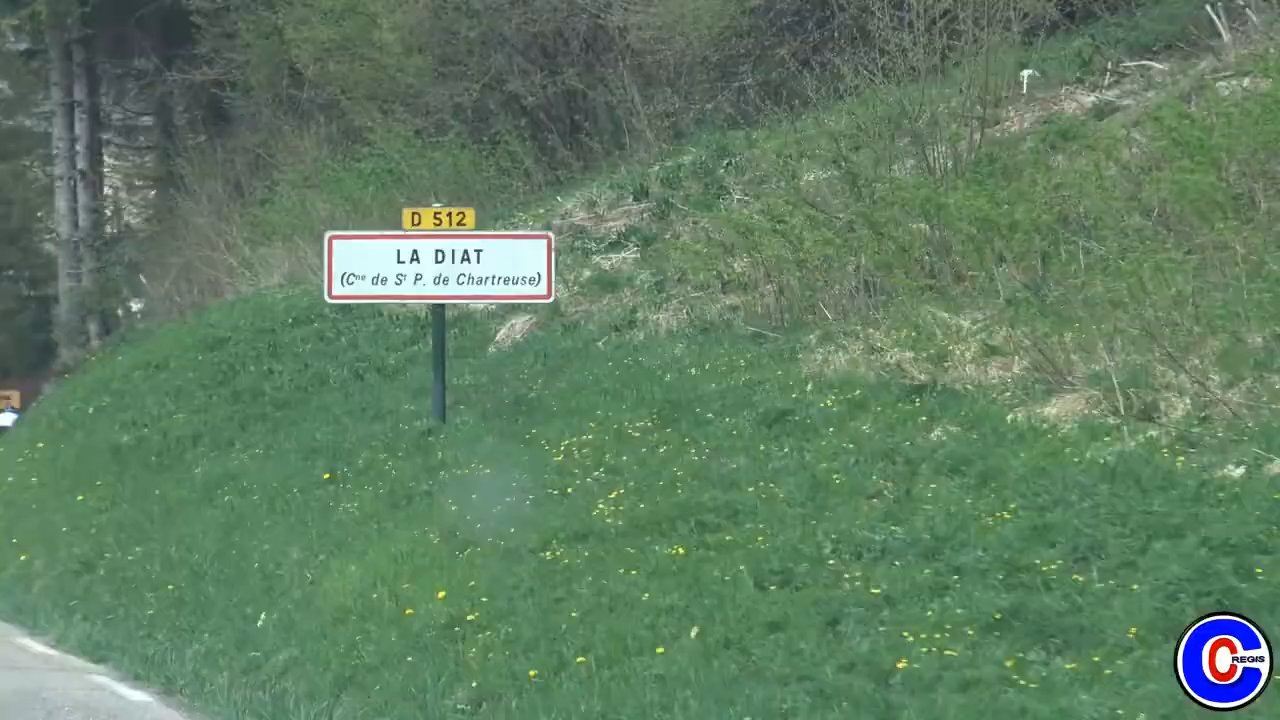 D 512
LA DIAT
(Cne de St P. de Chartreuse)
REGIS